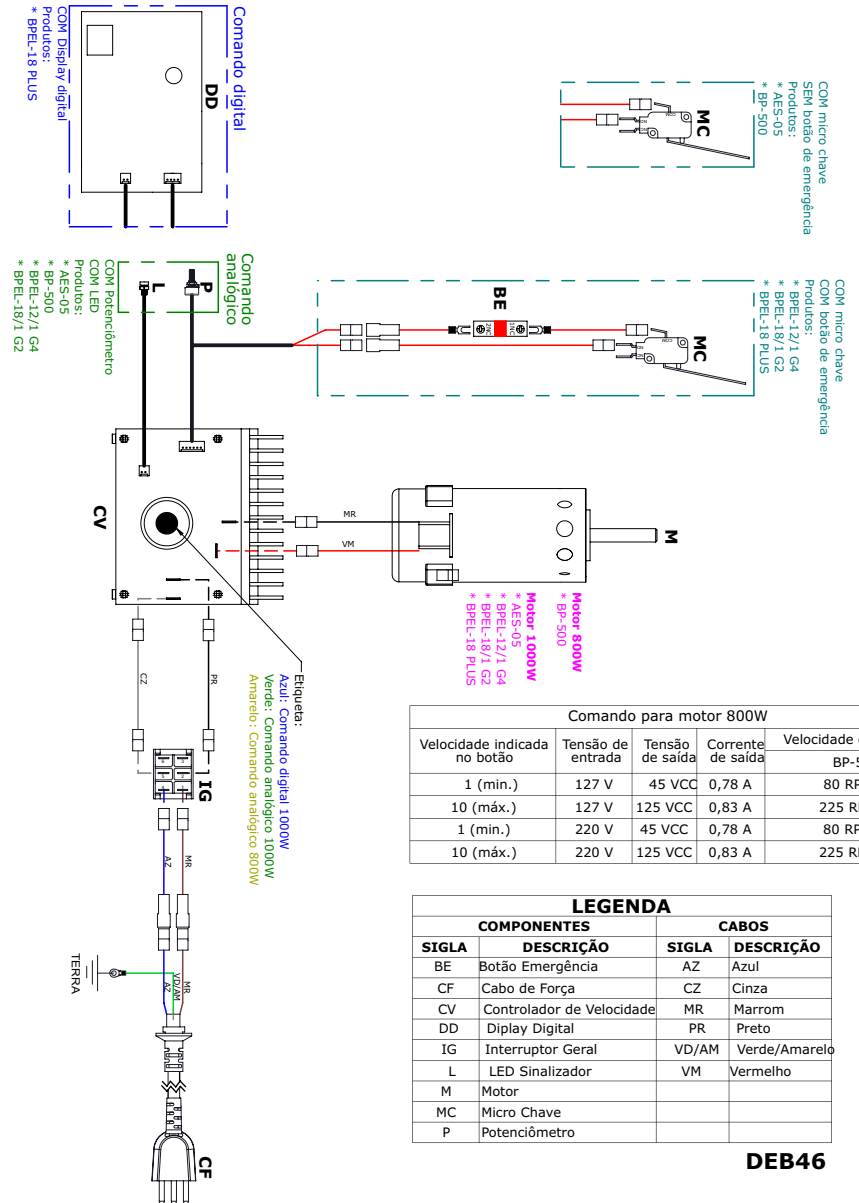 Comando digital
DD
COM Display digital
Produtos:
* BPEL-18 PLUS
COM micro chave
SEM botão de emergência
Produtos:
* AES-05
* BP-500
MC
COM
NO
NC
Comando
analógico
P
L
COM Potenciômetro
COM LED
Produtos:
* AES-05
* BP-500
* BPEL-12/1 G4
* BPEL-18/1 G2
COM micro chave
COM botão de emergência
Produtos:
* BPEL-12/1 G4
* BPEL-18/1 G2
* BPEL-18 PLUS
BE
2NC
1NC
MC
COM
NO
NC
CV
MR
VM
M
Motor 800W
* BP-500
Motor 1000W
* AES-05
* BPEL-12/1 G4
* BPEL-18/1 G2
* BPEL-18 PLUS
CZ
PR
Etiqueta:
Azul: Comando digital 1000W
Verde: Comando analógico 1000W
Amarelo: Comando analógico 800W
IG
AZ
MR
TERRA
VD/AM
AZ
MR
CF
Comando para motor 800W
Velocidade indicada no botão Tensão de entrada Tensão de saída Corrente de saída Velocidade
BP-
1 (min.) 127 V 45 VCC 0,78 A 80
10 (máx.) 127 V 125 VCC 0,83 A 225
1 (min.) 220 V 45 VCC 0,78 A 80
10 (máx.) 220 V 125 VCC 0,83 A 225
LEGENDA
COMPONENTES CABOS
SIGLA DESCRIÇÃO SIGLA DESCRIÇÃO
BE Botão Emergência AZ Azul
CF Cabo de Força CZ Cinza
CV Controlador de Velocidade MR Marrom
DD Diplay Digital PR Preto
IG Interruptor Geral VD/AM Verde/Amarelo
L LED Sinalizador VM Vermelho
M Motor
MC Micro Chave
P Potenciômetro
DEB46